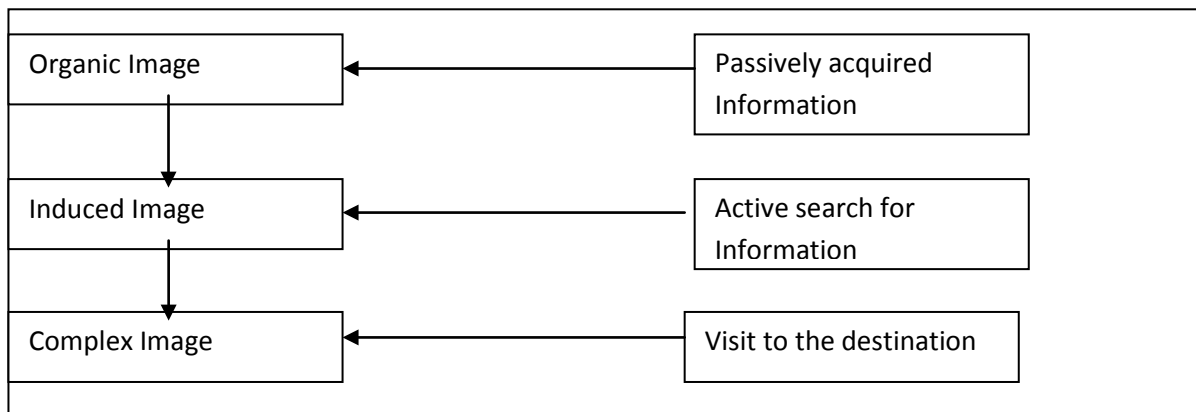 Organic Image
Passively acquired
Information
Induced Image
Active search for
Information
Complex Image
Visit to the destination